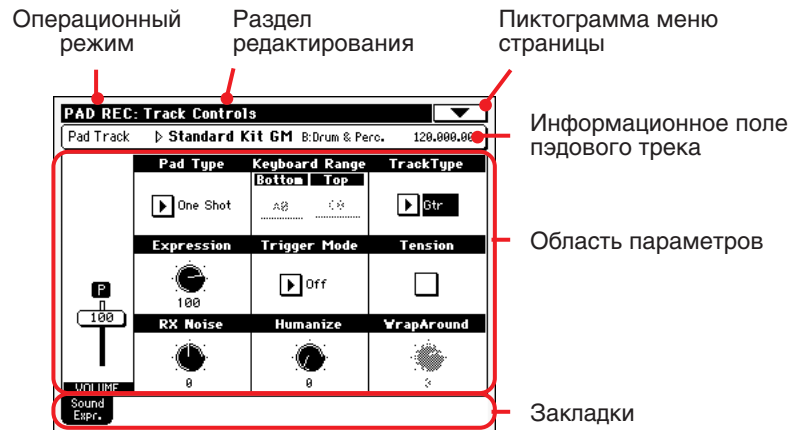 Операционный
режим
Раздел
редактирования
Пиктограмма меню
страницы
PAD REC: Track Controls
Pad Track Standard Kit GM B:Drum & Perc. 120.000.00
Информационное поле
пэдового трека
Pad Type Keyboard Range TrackType
Bottom Top
One Shot Gtr
Область параметров
Expression Trigger Mode Tension
P
100 Off
100
RX Noise Humanize WrapAround
0 0 3
VOLUME
Sound
Expr.
Закладки